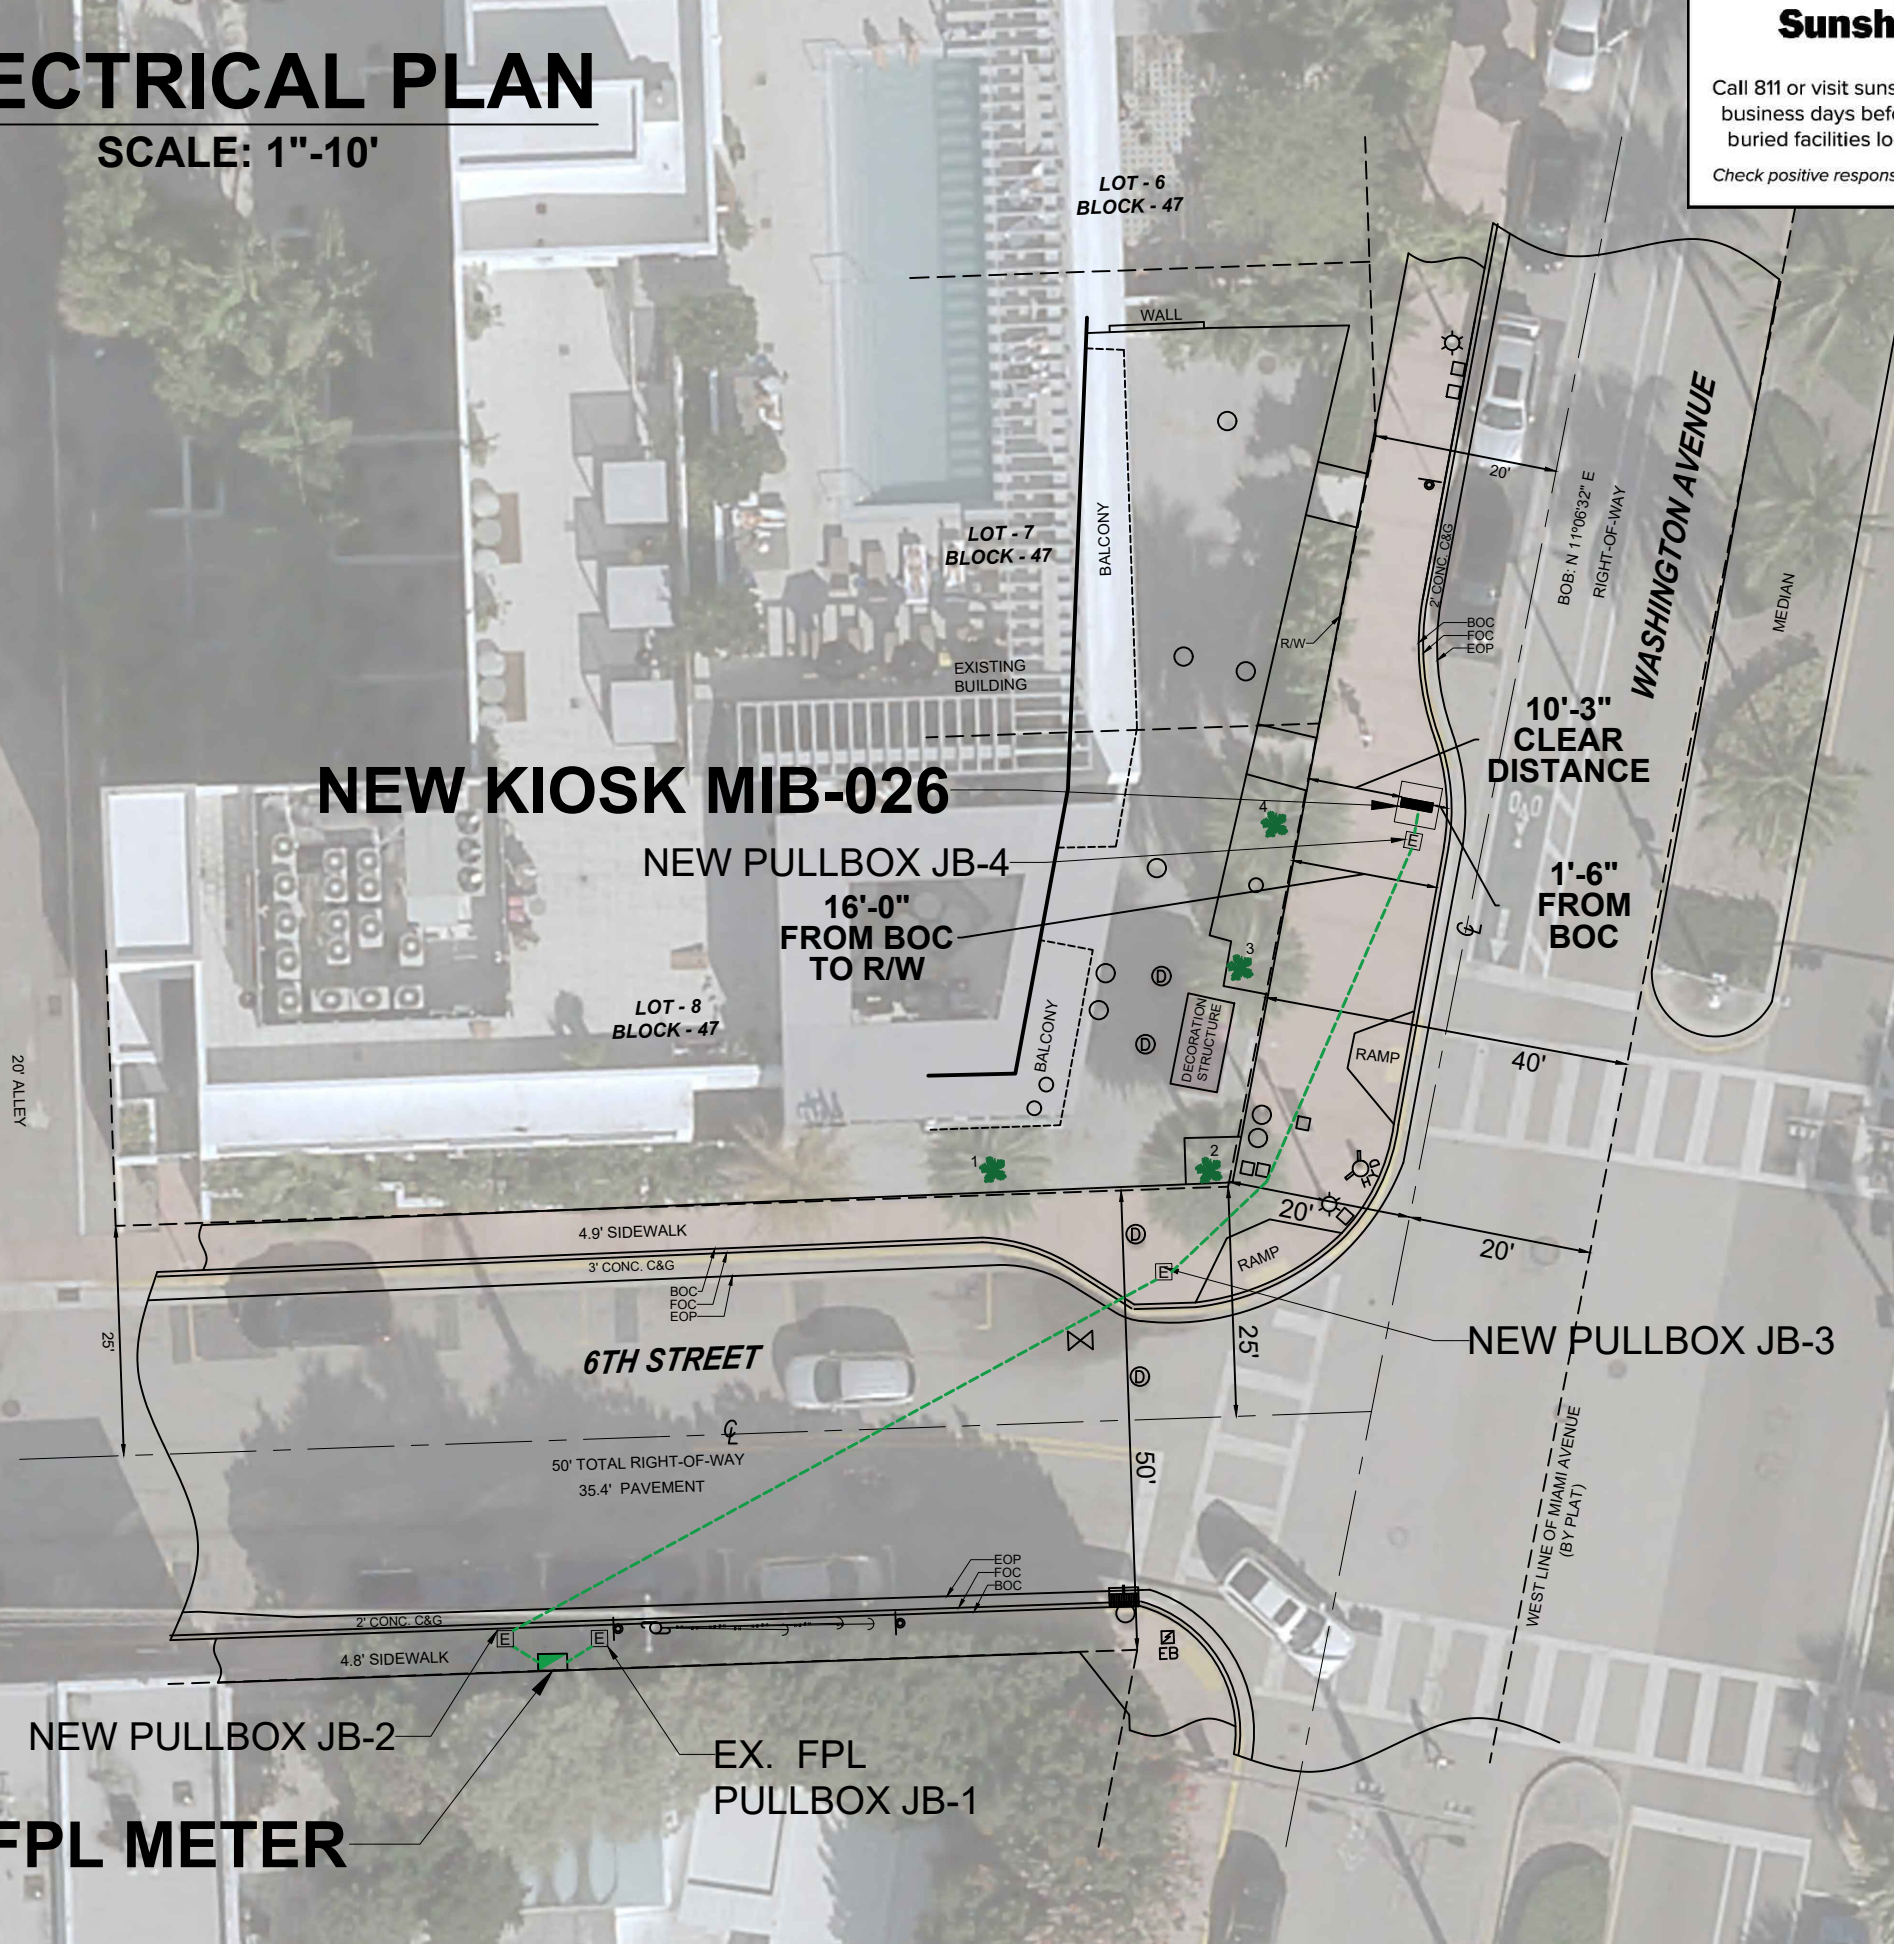 ECTRICAL PLAN
SCALE: 1"-10'
Sunsh
Call 811 or visit suns
business days befo
buried facilities lo
Check positive respons
LOT - 6
BLOCK - 47
WALL
20'
BOB: N 11°06'32" E
RIGHT-OF-WAY
WASHINGTON AVENUE
MEDIAN
2' CONC. C&G
BALCONY
LOT - 7
BLOCK - 47
R/W
BOC
FOC
EOP
EXISTING
BUILDING
10'-3"
CLEAR
DISTANCE
NEW KIOSK MIB-026
4
E
NEW PULLBOX JB-4
16'-0"
FROM BOC
TO R/W
1'-6"
FROM
BOC
CL
3
D
LOT - 8
BLOCK - 47
BALCONY
D
DECORATION
STRUCTURE
RAMP
40'
20' ALLEY
1
2
20'
20'
4.9' SIDEWALK
3' CONC. C&G
BOC
FOC
EOP
D
E
RAMP
25'
25'
NEW PULLBOX JB-3
6TH STREET
D
CL
50' TOTAL RIGHT-OF-WAY
35.4' PAVEMENT
50'
WEST LINE OF MIAMI AVENUE
(BY PLAT)
EOP
FOC
BOC
2' CONC. C&G
E
E
4.8' SIDEWALK
EB
NEW PULLBOX JB-2
EX. FPL
PULLBOX JB-1
FPL METER